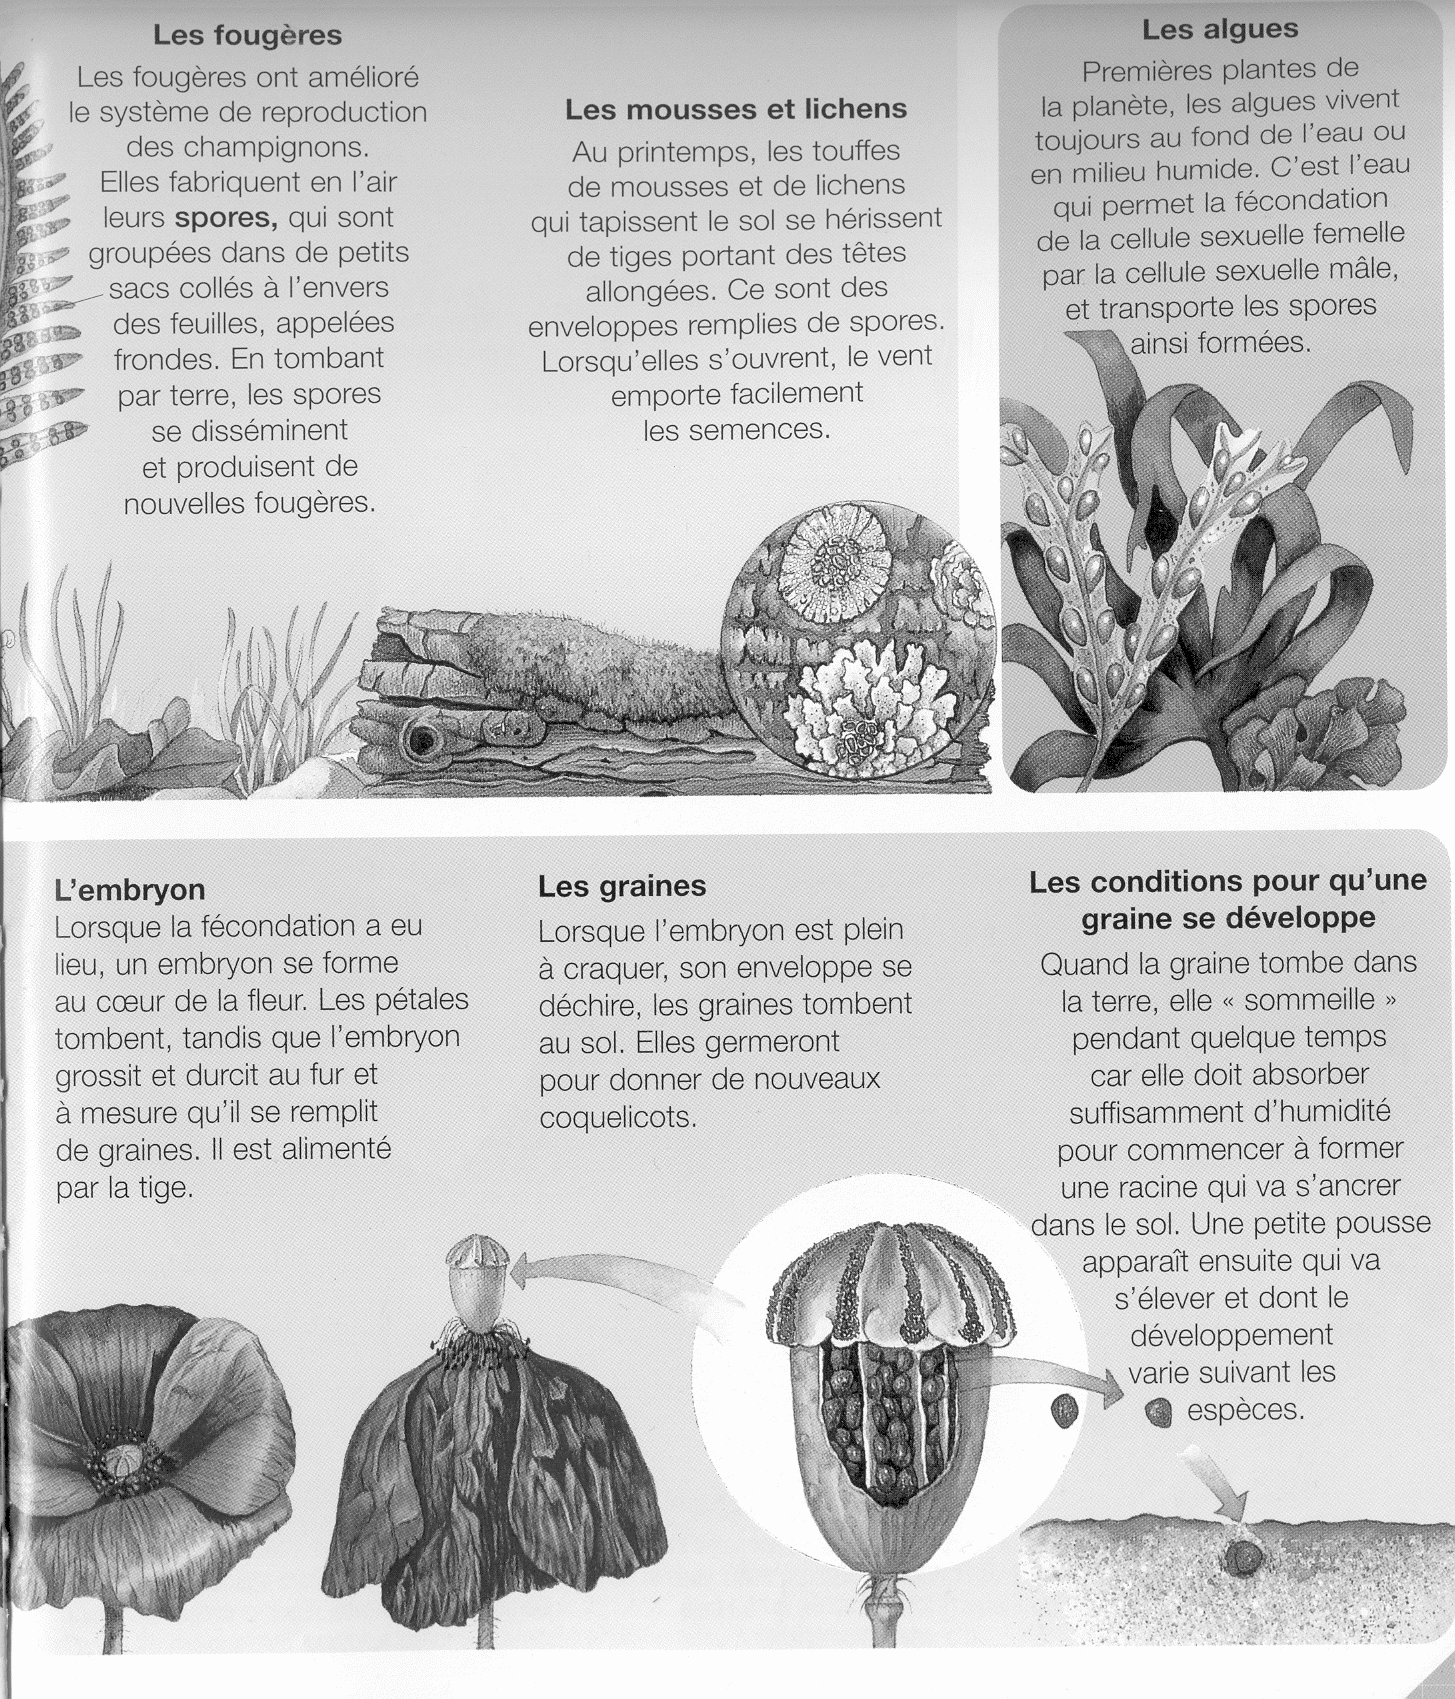 Les fougères
Les fougères ont amélioré
le système de reproduction
des champignons.
Elles fabriquent en l'air
leurs spores, qui sont
groupées dans de petits
sacs collés à l'envers
des feuilles, appelées
frondes. En tombant
par terre, les spores
se disséminent
et produisent de
nouvelles fougères.
Les mousses et lichens
Au printemps, les touffes
de mousses et de lichens
qui tapissent le sol se hérissent
de tiges portant des têtes
allongées. Ce sont des
enveloppes remplies de spores.
Lorsqu'elles s'ouvrent, le vent
emporte facilement
les semences.
Les algues
Premières plantes de
la planète, les algues vivent
toujours au fond de l'eau ou
en milieu humide. C'est l'eau
qui permet la fécondation
de la cellule sexuelle femelle
par la cellule sexuelle mâle,
et transporte les spores
ainsi formées.
L'embryon
Lorsque la fécondation a eu
lieu, un embryon se forme
au cœur de la fleur. Les pétales
tombent, tandis que l'embryon
grossit et durcit au fur et
à mesure qu'il se remplit
de graines. Il est alimenté
par la tige.
Les graines
Lorsque l'embryon est plein
à craquer, son enveloppe se
déchire, les graines tombent
au sol. Elles germeront
pour donner de nouveaux
coquelicots.
Les conditions pour qu'une
graine se développe
Quand la graine tombe dans
la terre, elle « sommeille »
pendant quelque temps
car elle doit absorber
suffisamment d'humidité
pour commencer à former
une racine qui va s'ancrer
dans le sol. Une petite pousse
apparaît ensuite qui va
s'élever et dont le
développement
varie suivant les
espèces.